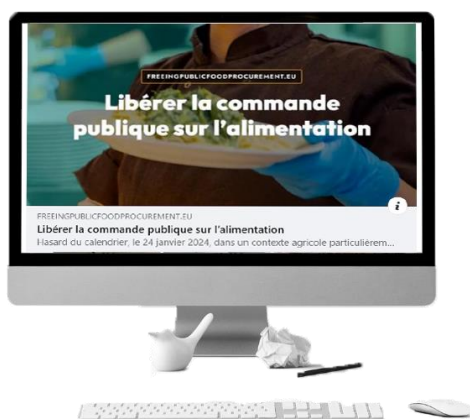 FREEINGPUBLICFOODPROCUREMENT.EU
Libérer la commande
publique sur l'alimentation
i
FREEINGPUBLICFOODPROCUREMENT.EU
Libérer la commande publique sur l'alimentation
Hasard du calendrier, le 24 janvier 2024, dans un contexte agricole particulièrem...